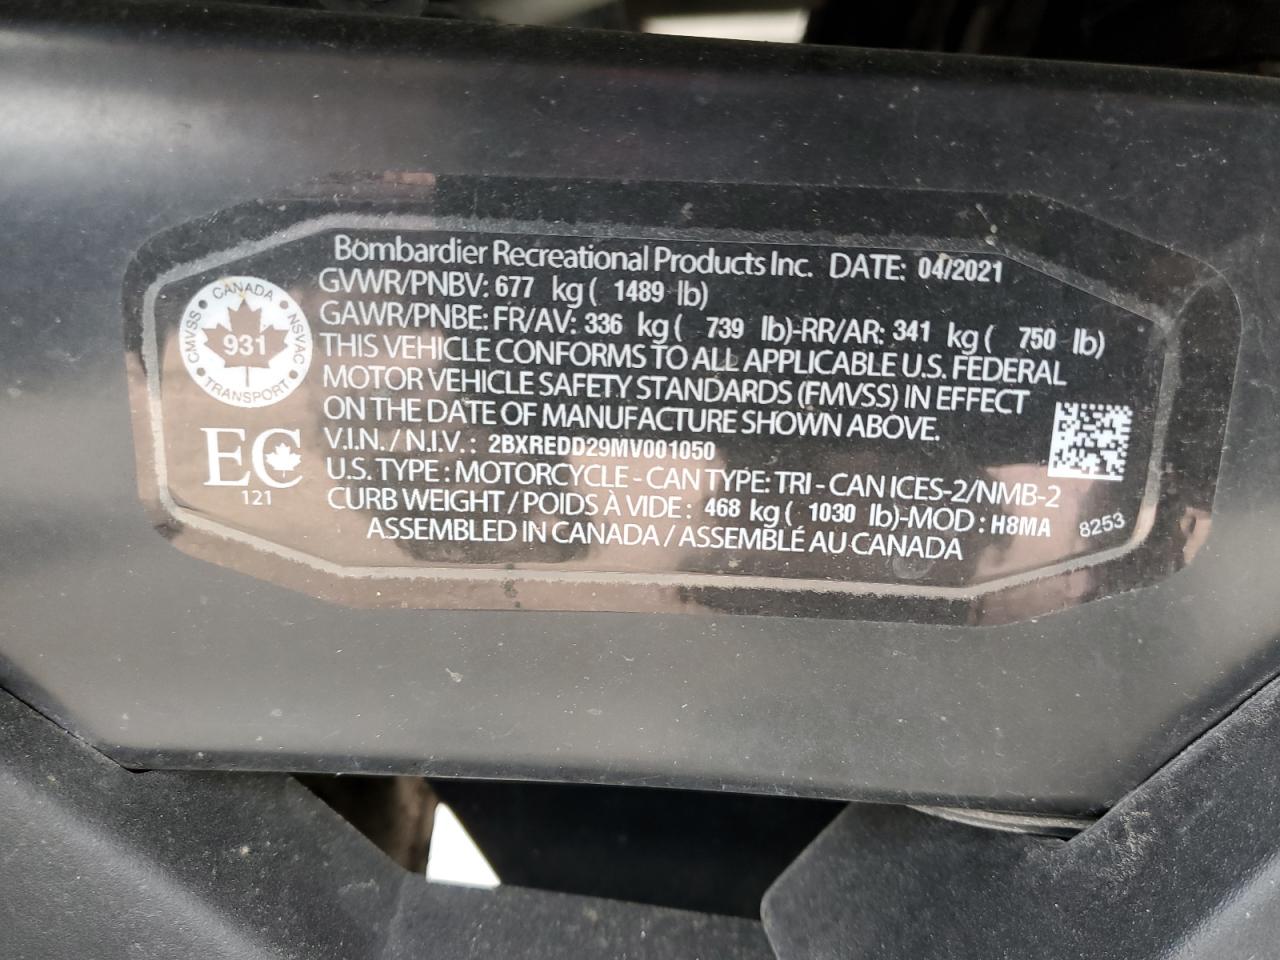 Bombardier Recreational Products Inc. DATE: 04/2021
GVWR/PNBV: 677 kg ( 1489 lb)
GAWR/PNBE: FR/AV: 336 kg ( 739 lb)-RR/AR: 341 kg ( 750 lb)
THIS VEHICLE CONFORMS TO ALL APPLICABLE U.S. FEDERAL
MOTOR VEHICLE SAFETY STANDARDS (FMVSS) IN EFFECT
ON THE DATE OF MANUFACTURE SHOWN ABOVE.
V.I.N. / N.I.V. : 2BXREDD29MV001050
U.S. TYPE : MOTORCYCLE - CAN TYPE: TRI - CAN ICES-2/NMB-2
CURB WEIGHT / POIDS À VIDE : 468 kg ( 1030 lb)-MOD : H8MA
8253
ASSEMBLED IN CANADA / ASSEMBLÉ AU CANADA
CANADA
CMVSS • NSVAC
931
• TRANSPORT •
EC
121